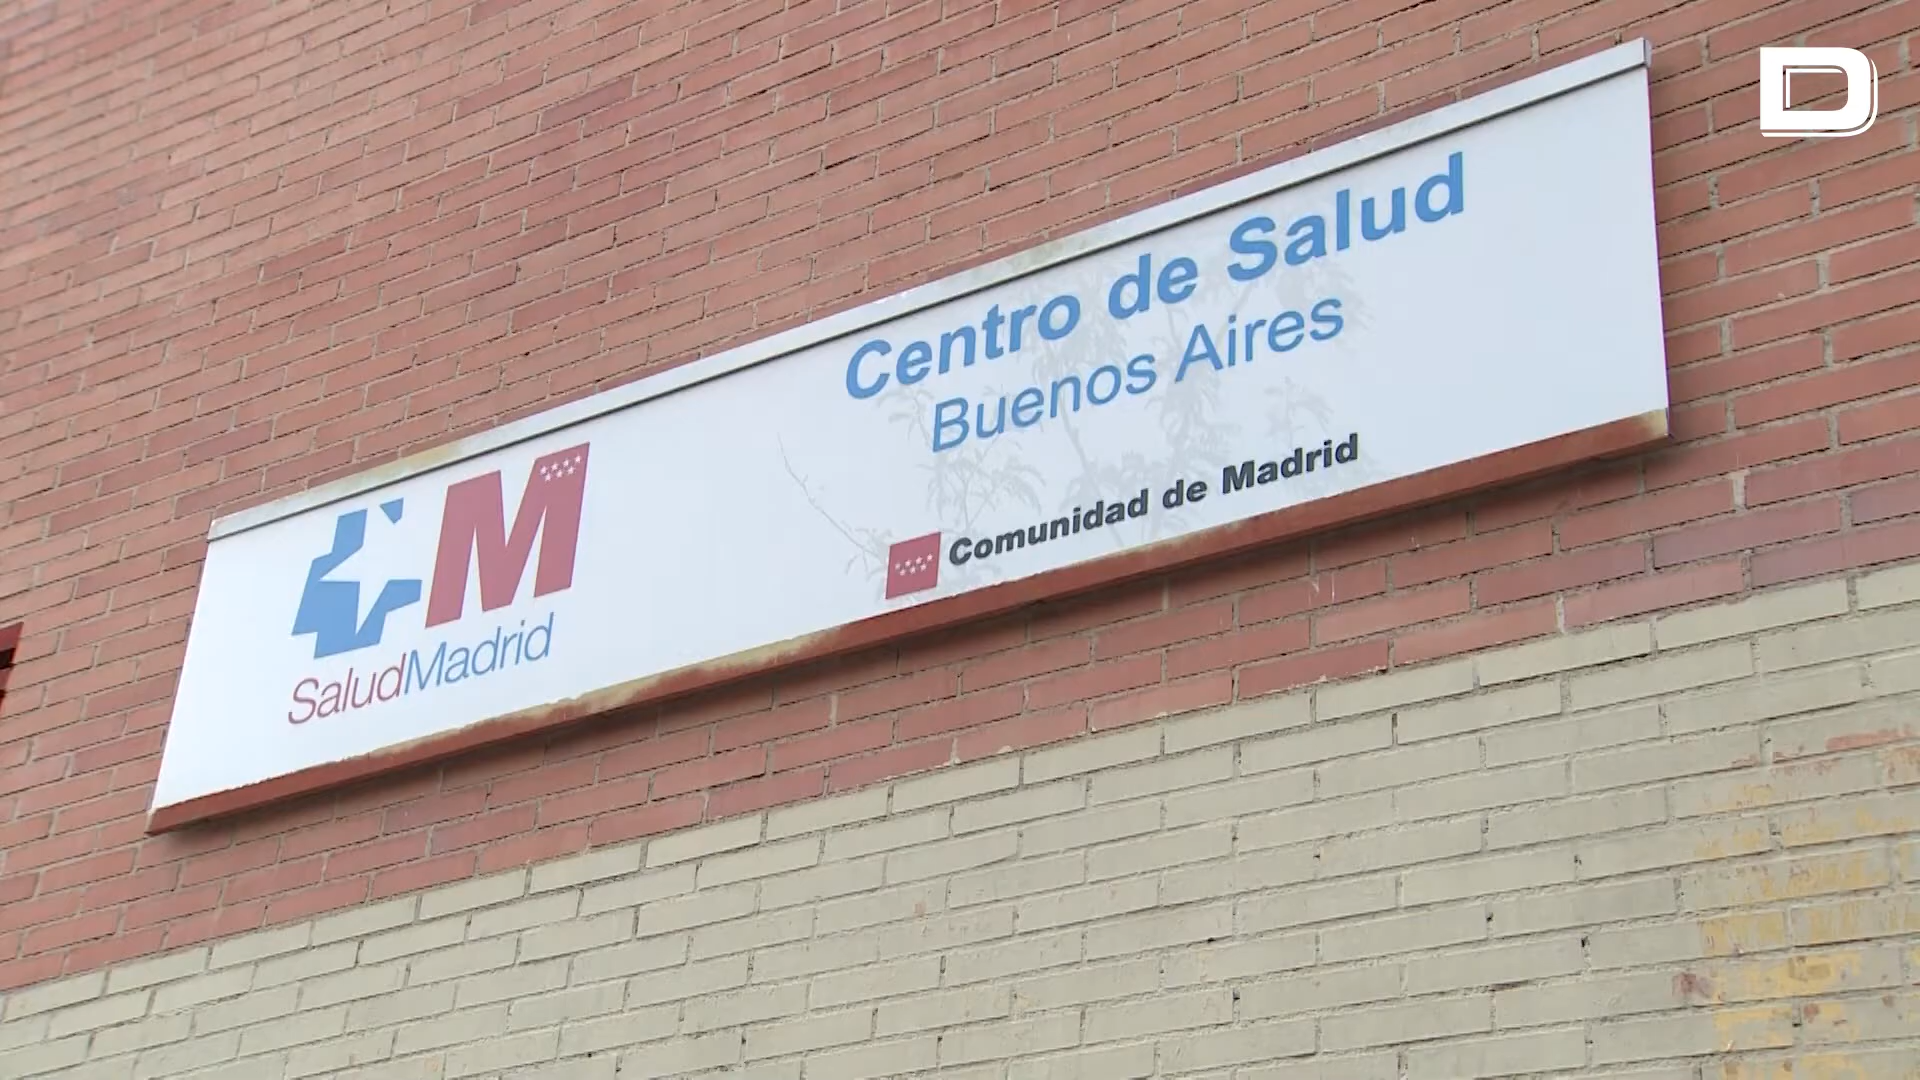 D
Centro de Salud
Buenos Aires
Comunidad de Madrid
M
SaludMadrid